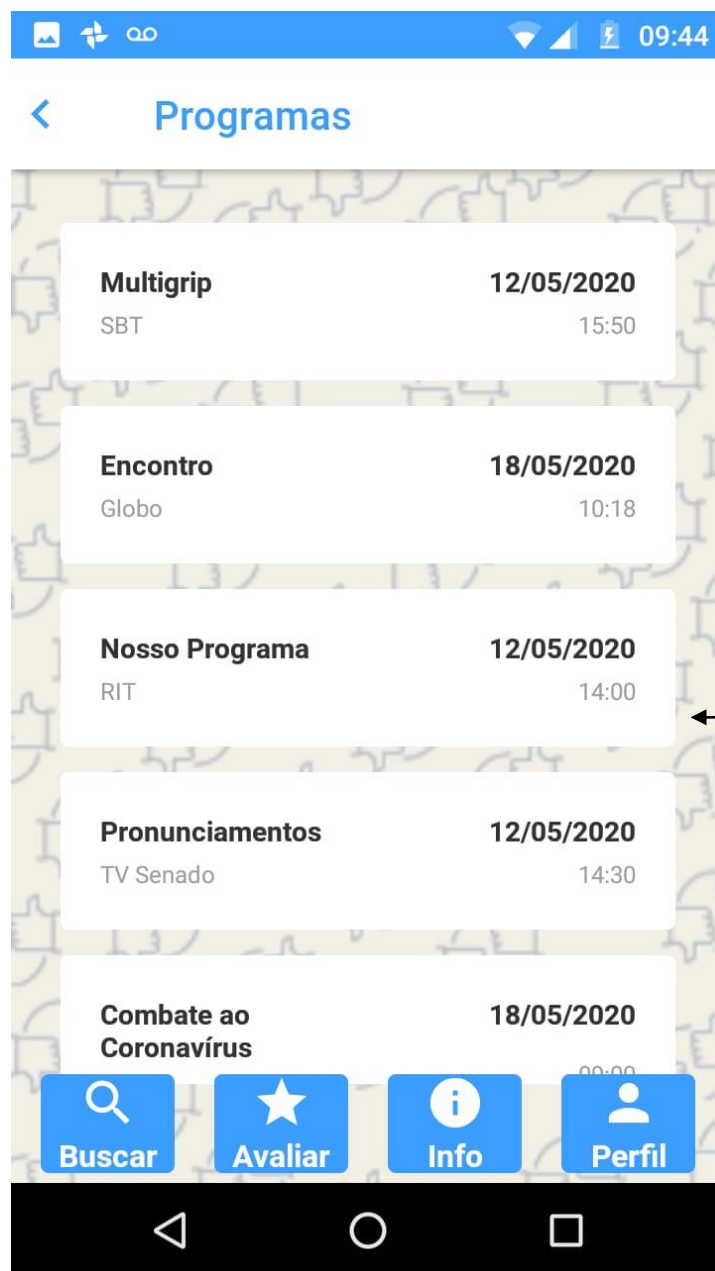 09:44
Programas
Multigrip 12/05/2020
SBT 15:50
Encontro 18/05/2020
Globo 10:18
Nosso Programa 12/05/2020
RIT 14:00
Pronunciamentos 12/05/2020
TV Senado 14:30
Combate ao 18/05/2020
Coronavírus
09:00
Buscar Avaliar Info Perfil